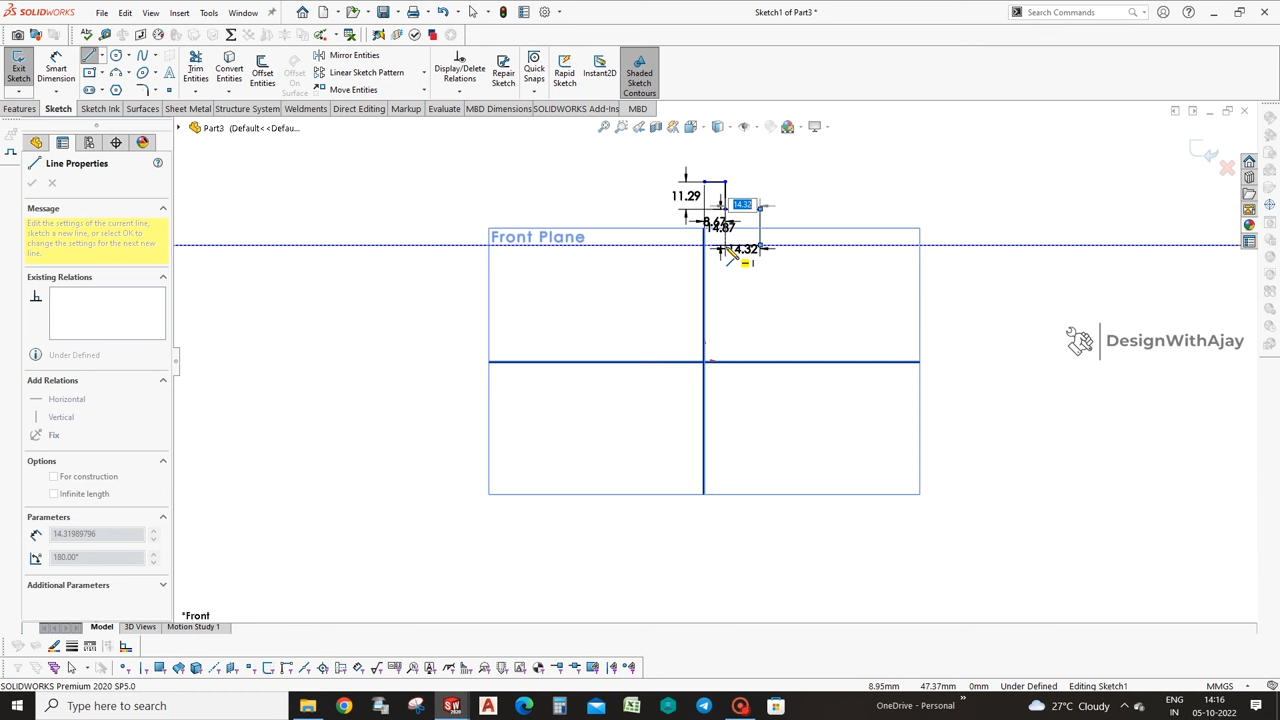 SOLIDWORKS File Edit View Insert Tools Window Sketch1 of Part3 * Search Commands
Exit Sketch Smart Dimension Trim Entities Convert Entities Offset Entities Offset On Surface Mirror Entities Linear Sketch Pattern Move Entities Display/Delete Relations Repair Sketch Quick Snaps Rapid Sketch Instant2D Shaded Sketch Contours
Features Sketch Sketch Ink Surfaces Sheet Metal Structure System Weldments Direct Editing Markup Evaluate MBD Dimensions SOLIDWORKS Add-Ins MBD
Part3 (Default<<Defau...
Line Properties
Message
Edit the settings of the current line,
sketch a new line, or select OK to
change the settings for the next new
line.
Existing Relations
Under Defined
Add Relations
Horizontal
Vertical
Fix
Options
For construction
Infinite length
Parameters
14.31989796
180.00°
Additional Parameters
11.29
14.32
8.67
14.87
14.32
Front Plane
DesignWithAjay
*Front
Model 3D Views Motion Study 1
SOLIDWORKS Premium 2020 SP5.0 8.95mm 47.37mm 0mm Under Defined Editing Sketch1 MMGS
Type here to search OneDrive - Personal 27°C Cloudy ENG IN 14:16 05-10-2022